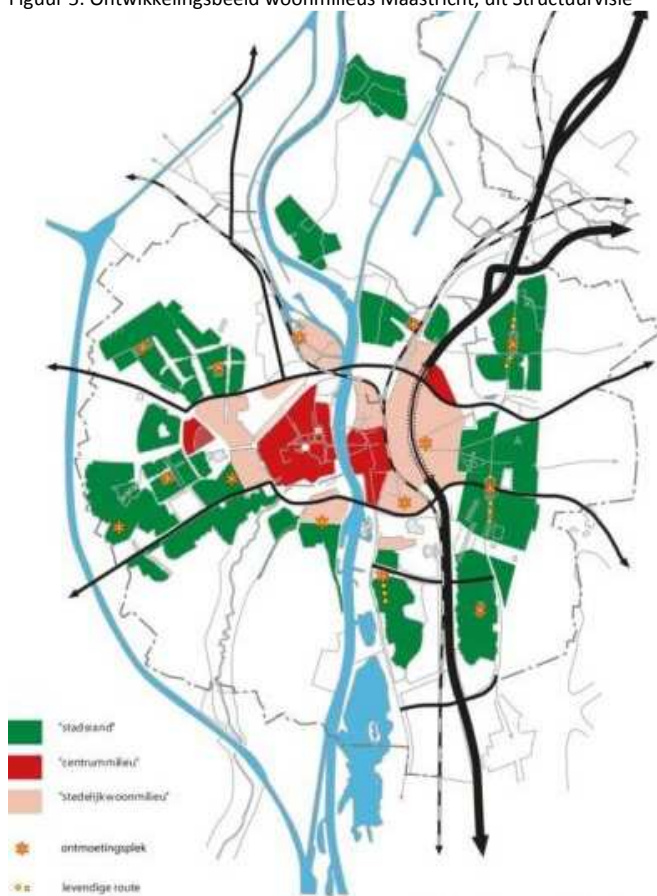 Figuur 5: Ontwikkelingsbeeld woonmilieus Maastricht, uit Structuurvisie
"stadsrand"
"centrummilieu"
"stedelijkwoonmilieu"
ontmoetingsplek
levendige route